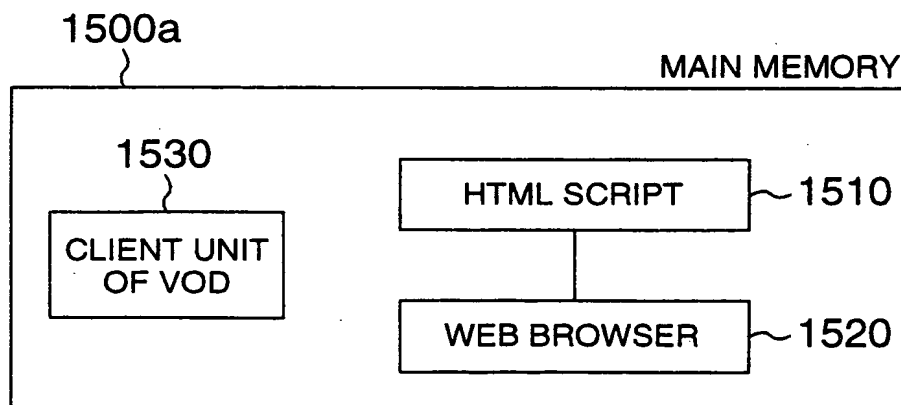 1500a
MAIN MEMORY
1530
HTML SCRIPT
1510
CLIENT UNIT
OF VOD
WEB BROWSER
1520